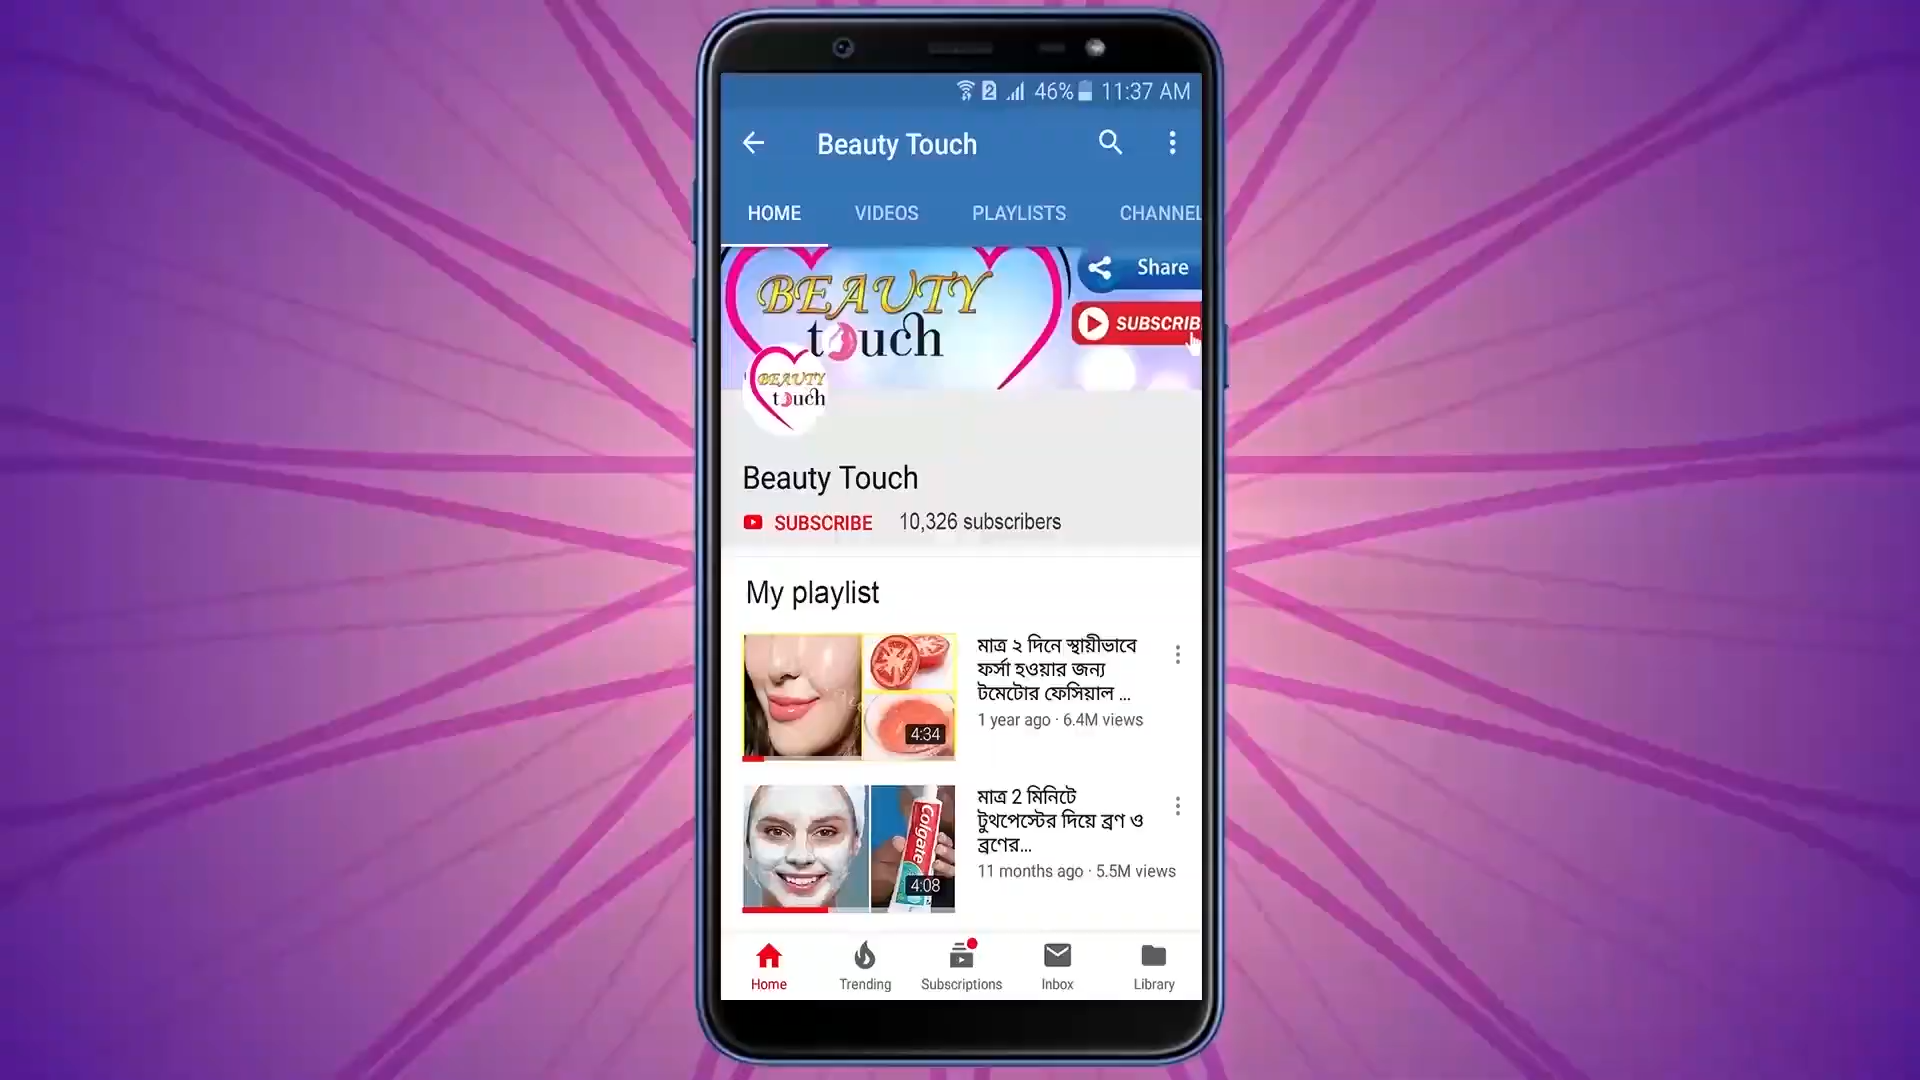 46% 11:37 AM
Beauty Touch
HOME VIDEOS PLAYLISTS CHANNEL
BEAUTY
touch
Share
SUBSCRIB
BEAUTY
touch
Beauty Touch
SUBSCRIBE 10,326 subscribers
My playlist
মাত্র ২ দিনে স্থায়ীভাবে
ফর্সা হওয়ার জন্য
টমেটোর ফেসিয়াল ...
1 year ago · 6.4M views
4:34
মাত্র 2 মিনিটে
টুথপেস্টের দিয়ে ব্রণ ও
ব্রণের...
11 months ago · 5.5M views
Colgate
4:08
Home Trending Subscriptions Inbox Library